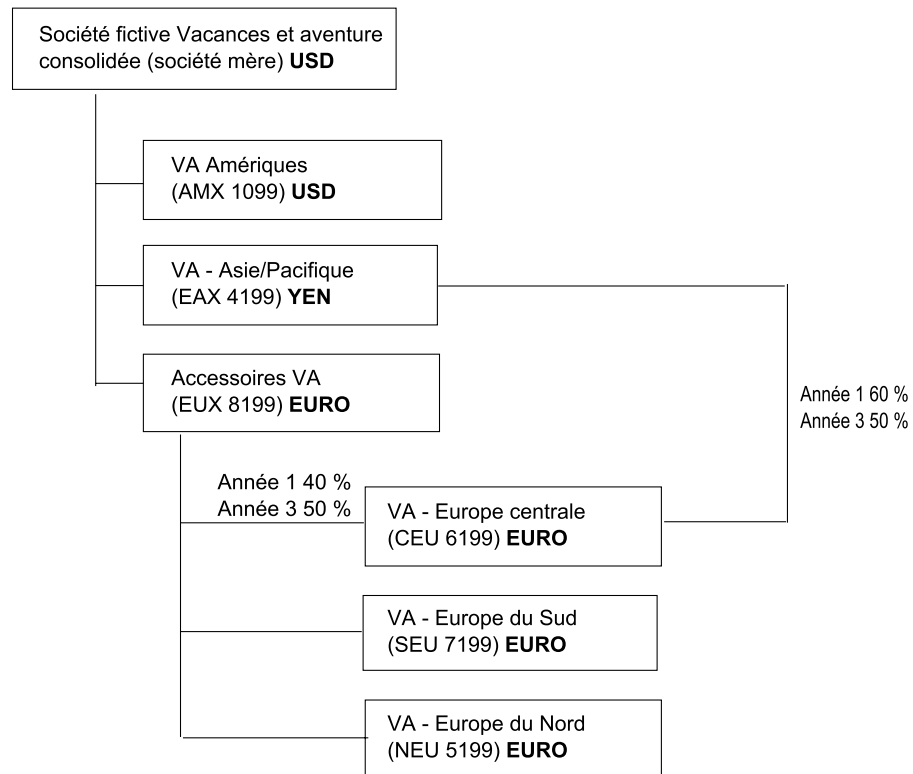 Société fictive Vacances et aventure
consolidée (société mère) USD
VA Amériques
(AMX 1099) USD
VA - Asie/Pacifique
(EAX 4199) YEN
Accessoires VA
(EUX 8199) EURO
Année 1 60 %
Année 3 50 %
Année 1 40 %
Année 3 50 %
VA - Europe centrale
(CEU 6199) EURO
VA - Europe du Sud
(SEU 7199) EURO
VA - Europe du Nord
(NEU 5199) EURO